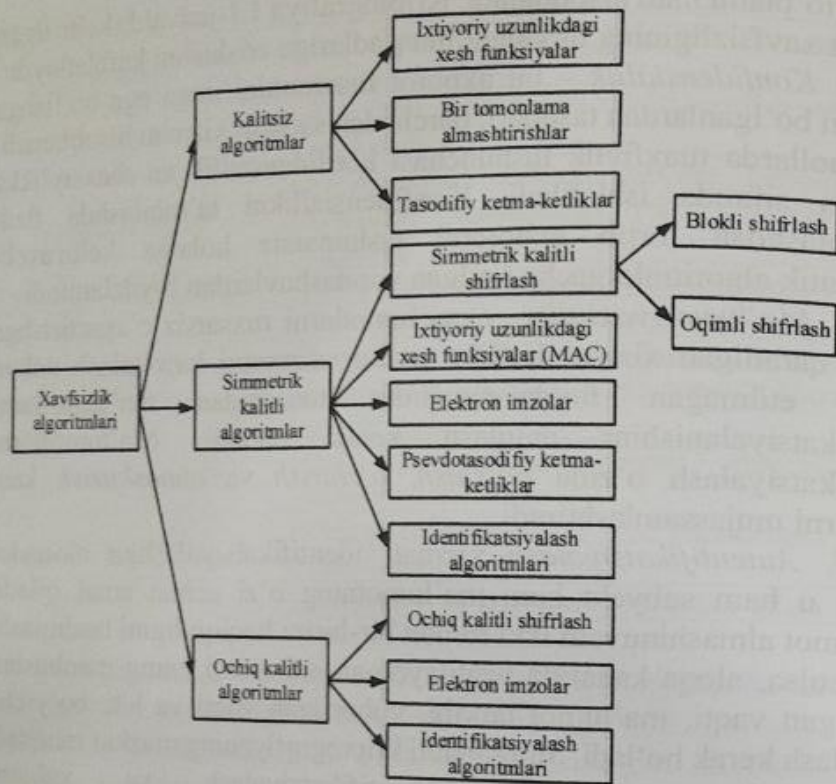 Ixtiyoriy uzunlikdagi
xesh funksiyalar
Kalitsiz
algoritmlar
Bir tomonlama
almashtirishlar
Tasodifiy ketma-ketliklar
Simmetrik kalitli
shifrlash
Blokli shifrlash
Oqimli shifrlash
Ixtiyoriy uzunlikdagi
xesh funksiyalar (MAC)
Xavfsizlik
algoritmlari
Simmetrik
kalitli
algoritmlar
Elektron imzolar
Psevdotasodifiy ketma-
ketliklar
Identifikatsiyalash
algoritmlari
Ochiq kalitli
algoritmlar
Ochiq kalitli shifrlash
Elektron imzolar
Identifikatsiyalash
algoritmlari